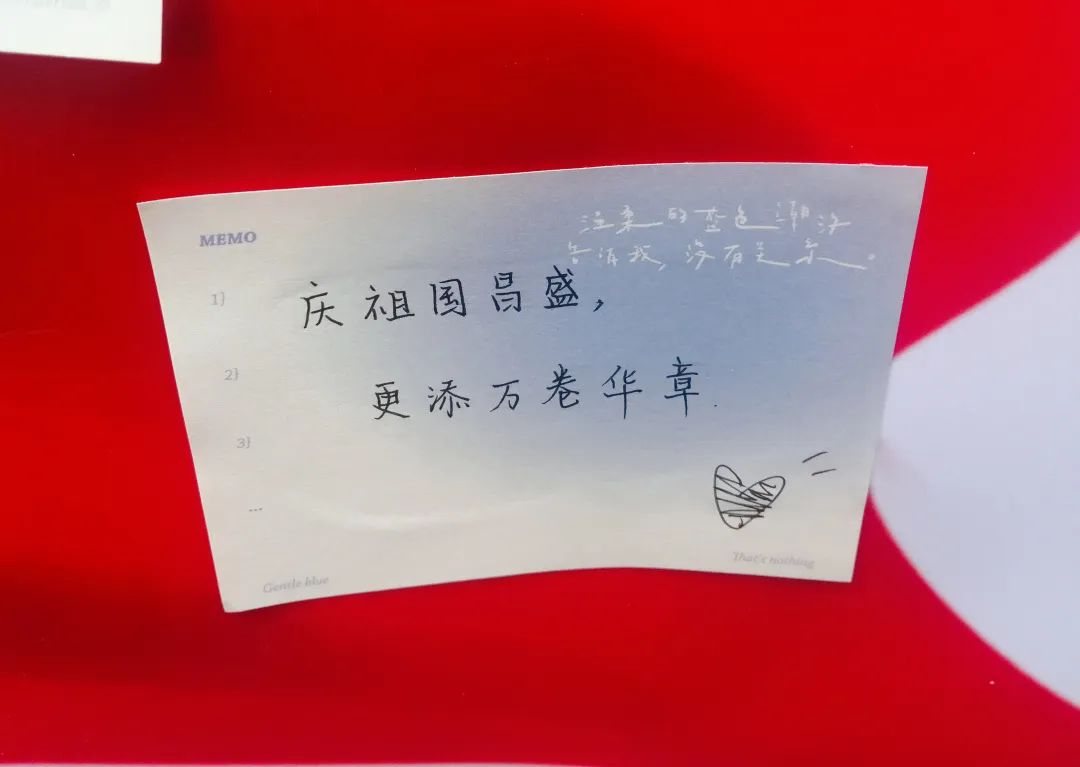 MEMO
温柔的蓝色潮汐
告诉我,没有关系。
1}
庆祖国昌盛,
2}
更添万卷华章.
3}
...
Gentle blue
That's nothing